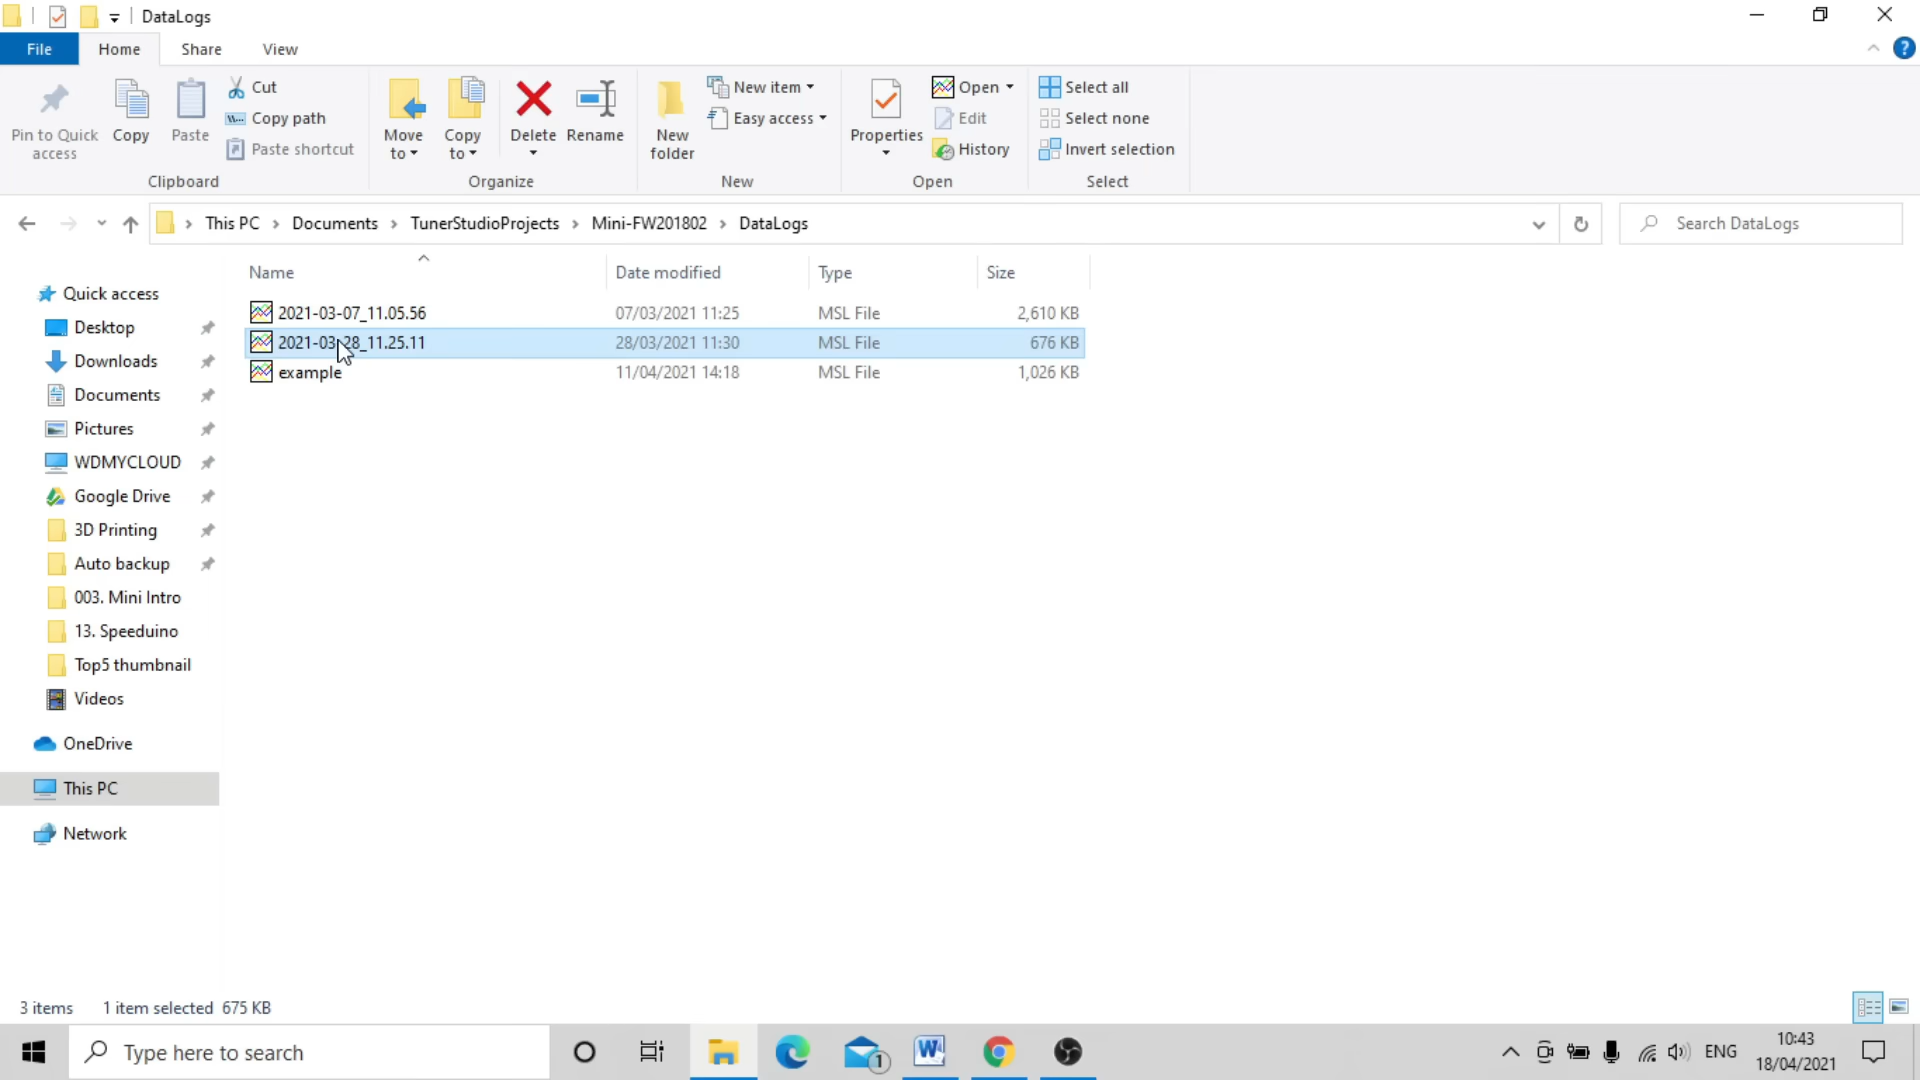 DataLogs
File Home Share View
Pin to Quick access
Copy
Paste
Cut
Copy path
Paste shortcut
Clipboard
Move to
Copy to
Delete
Rename
Organize
New folder
New item
Easy access
New
Properties
Open
Edit
History
Open
Select all
Select none
Invert selection
Select
This PC > Documents > TunerStudioProjects > Mini-FW201802 > DataLogs
Search DataLogs
Name Date modified Type Size
2021-03-07_11.05.56 07/03/2021 11:25 MSL File 2,610 KB
2021-03-28_11.25.11 28/03/2021 11:30 MSL File 676 KB
example 11/04/2021 14:18 MSL File 1,026 KB
Quick access
Desktop
Downloads
Documents
Pictures
WDMYCLOUD
Google Drive
3D Printing
Auto backup
003. Mini Intro
13. Speeduino
Top5 thumbnail
Videos
OneDrive
This PC
Network
3 items 1 item selected 675 KB
Type here to search
1
W
ENG
10:43
18/04/2021